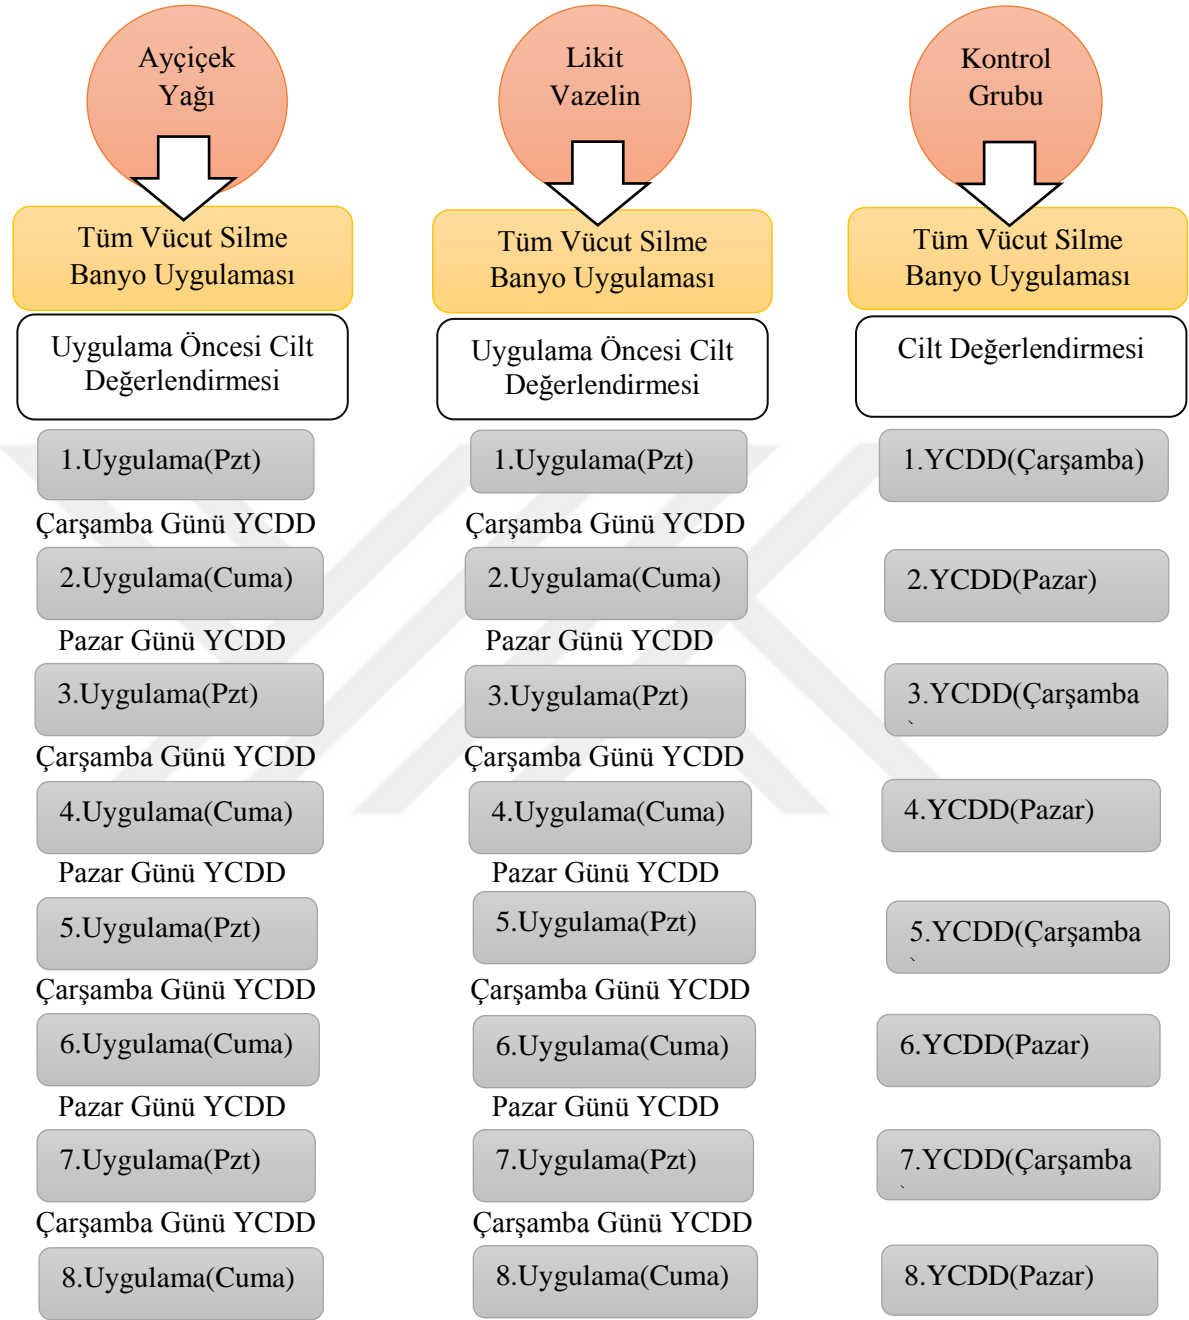 Ayçiçek
Yağı
Tüm Vücut Silme
Banyo Uygulaması
Uygulama Öncesi Cilt
Değerlendirmesi
1.Uygulama(Pzt)
Çarşamba Günü YCDD
2.Uygulama(Cuma)
Pazar Günü YCDD
3.Uygulama(Pzt)
Çarşamba Günü YCDD
4.Uygulama(Cuma)
Pazar Günü YCDD
5.Uygulama(Pzt)
Çarşamba Günü YCDD
6.Uygulama(Cuma)
Pazar Günü YCDD
7.Uygulama(Pzt)
Çarşamba Günü YCDD
8.Uygulama(Cuma)
Likit
Vazelin
Tüm Vücut Silme
Banyo Uygulaması
Uygulama Öncesi Cilt
Değerlendirmesi
1.Uygulama(Pzt)
Çarşamba Günü YCDD
2.Uygulama(Cuma)
Pazar Günü YCDD
3.Uygulama(Pzt)
Çarşamba Günü YCDD
4.Uygulama(Cuma)
Pazar Günü YCDD
5.Uygulama(Pzt)
Çarşamba Günü YCDD
6.Uygulama(Cuma)
Pazar Günü YCDD
7.Uygulama(Pzt)
Çarşamba Günü YCDD
8.Uygulama(Cuma)
Kontrol
Grubu
Tüm Vücut Silme
Banyo Uygulaması
Cilt Değerlendirmesi
1.YCDD(Çarşamba)
2.YCDD(Pazar)
3.YCDD(Çarşamba
4.YCDD(Pazar)
5.YCDD(Çarşamba
6.YCDD(Pazar)
7.YCDD(Çarşamba
8.YCDD(Pazar)